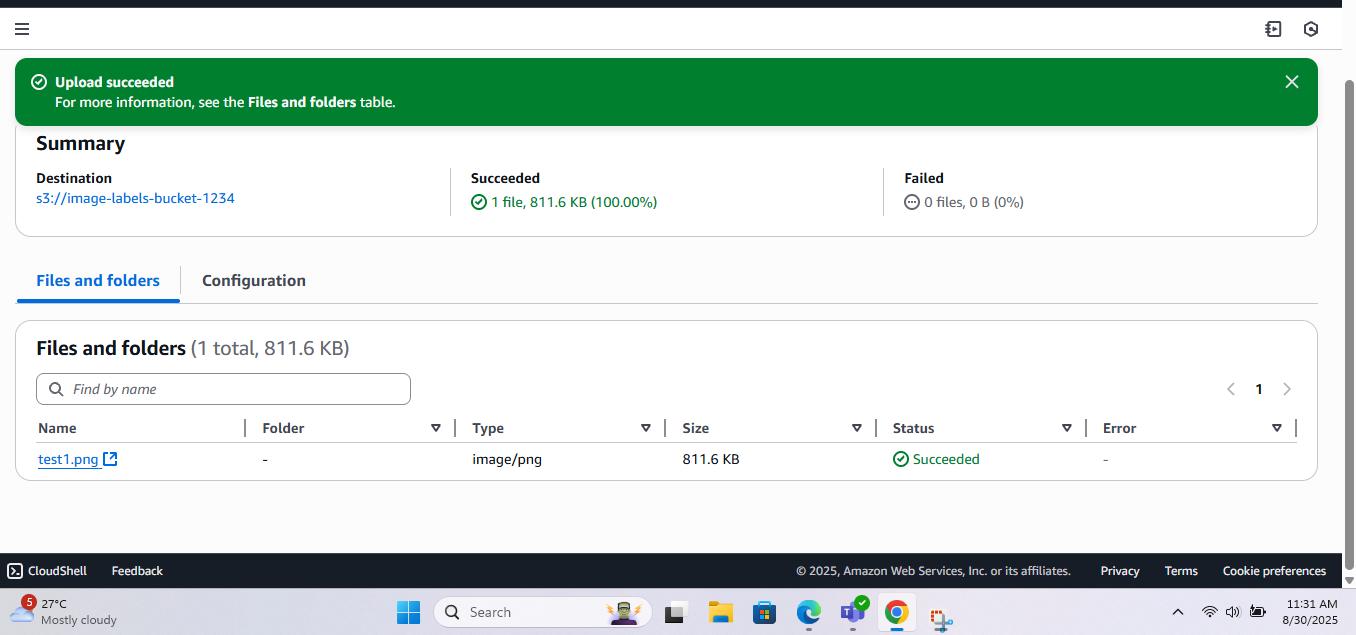 Upload succeeded
For more information, see the Files and folders table.
Summary
Destination
s3://image-labels-bucket-1234
Succeeded
1 file, 811.6 KB (100.00%)
Failed
0 files, 0 B (0%)
Files and folders
Configuration
Files and folders (1 total, 811.6 KB)
Find by name
1
Name Folder Type Size Status Error
test1.png - image/png 811.6 KB Succeeded -
CloudShell Feedback © 2025, Amazon Web Services, Inc. or its affiliates. Privacy Terms Cookie preferences
5
27°C
Mostly cloudy
Search
T
11:31 AM
8/30/2025